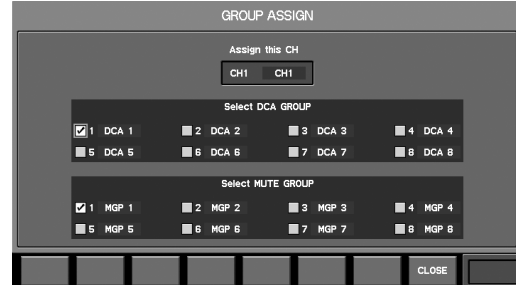 GROUP ASSIGN
Assign this CH
CH1 CH1
Select DCA GROUP
1 DCA 1 2 DCA 2 3 DCA 3 4 DCA 4
5 DCA 5 6 DCA 6 7 DCA 7 8 DCA 8
Select MUTE GROUP
1 MGP 1 2 MGP 2 3 MGP 3 4 MGP 4
5 MGP 5 6 MGP 6 7 MGP 7 8 MGP 8
CLOSE